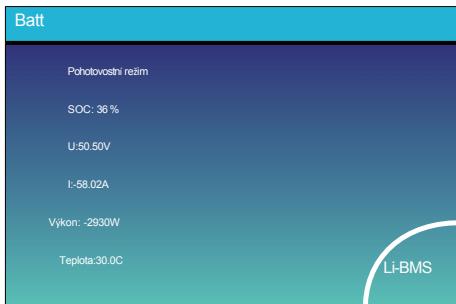 Batt
Pohotovostní režim
SOC: 36 %
U:50.50V
I:-58.02A
Výkon: -2930W
Teplota:30.0C
Li-BMS